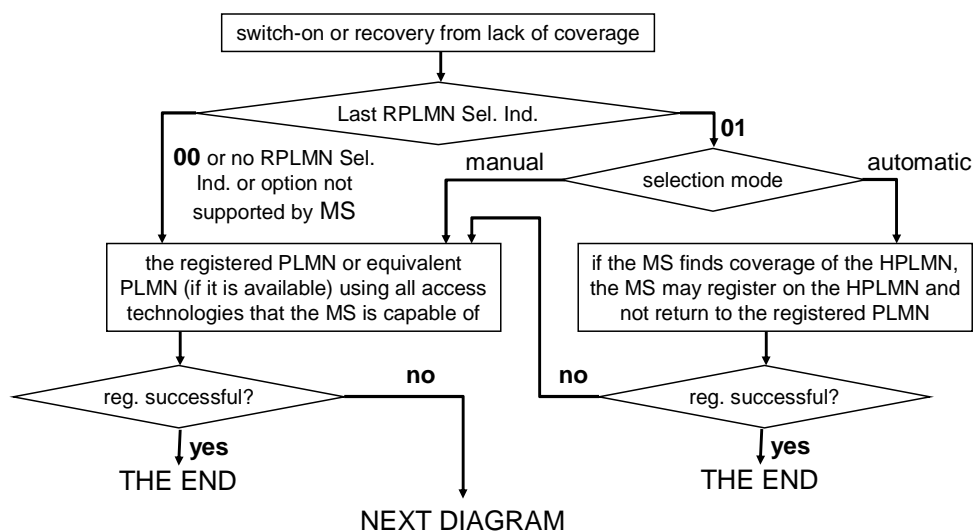 switch-on or recovery from lack of coverage
Last RPLMN Sel. Ind.
00 or no RPLMN Sel.
Ind. or option not
supported by MS
01
manual
selection mode
automatic
the registered PLMN or equivalent
PLMN (if it is available) using all access
technologies that the MS is capable of
if the MS finds coverage of the HPLMN,
the MS may register on the HPLMN and
not return to the registered PLMN
reg. successful?
no
no
reg. successful?
yes
THE END
yes
THE END
NEXT DIAGRAM